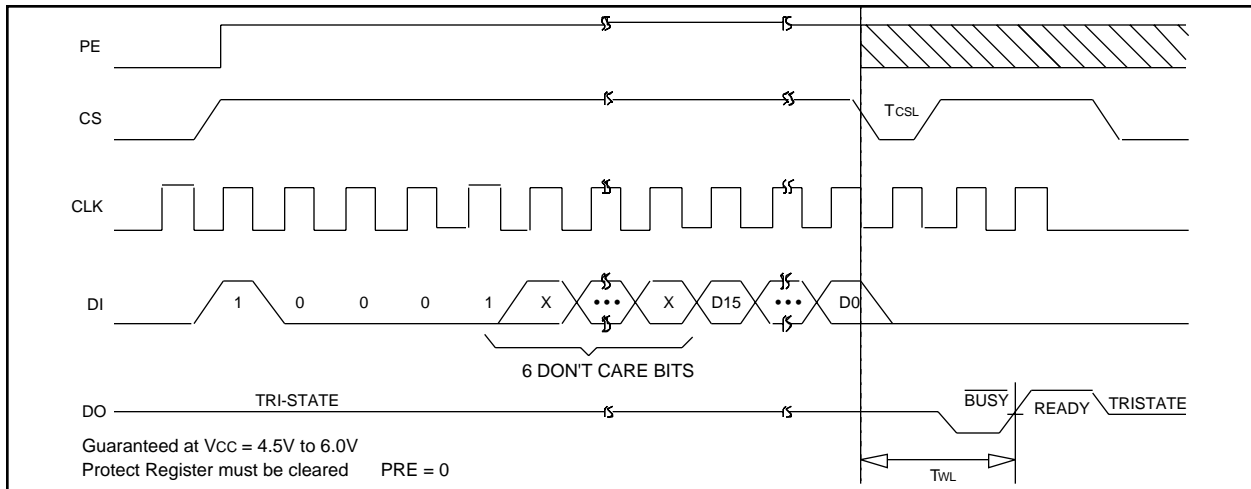 PE
CS
TCSL
CLK
DI
1 0 0 0 1 X ••• X D15 ••• D0
6 DON'T CARE BITS
DO
TRI-STATE
BUSY
READY
TRISTATE
Guaranteed at VCC = 4.5V to 6.0V
Protect Register must be cleared PRE = 0
TWL